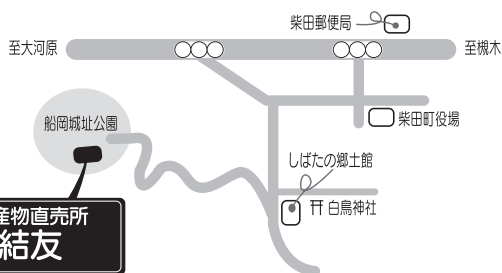 柴田郵便局
至大河原
至槻木
船岡城址公園
柴田町役場
しばたの郷土館
白鳥神社
産物直売所
結友